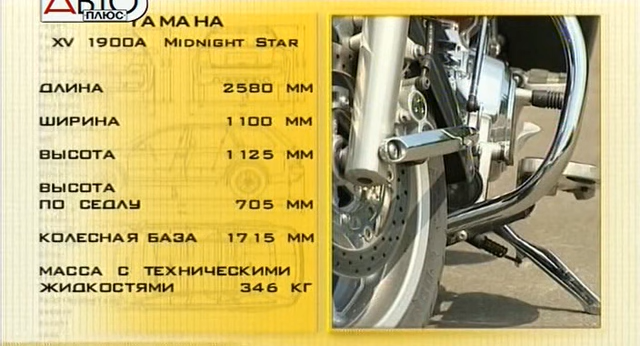 АВТО
ПЛЮС
YAMAHA
XV 1900A Midnight Star
ДЛИНА 2580 ММ
ШИРИНА 1100 ММ
ВЫСОТА 1125 ММ
ВЫСОТА
ПО СЕДЛУ 705 ММ
КОЛЕСНАЯ БАЗА 1715 ММ
МАССА С ТЕХНИЧЕСКИМИ
ЖИДКОСТЯМИ 346 КГ